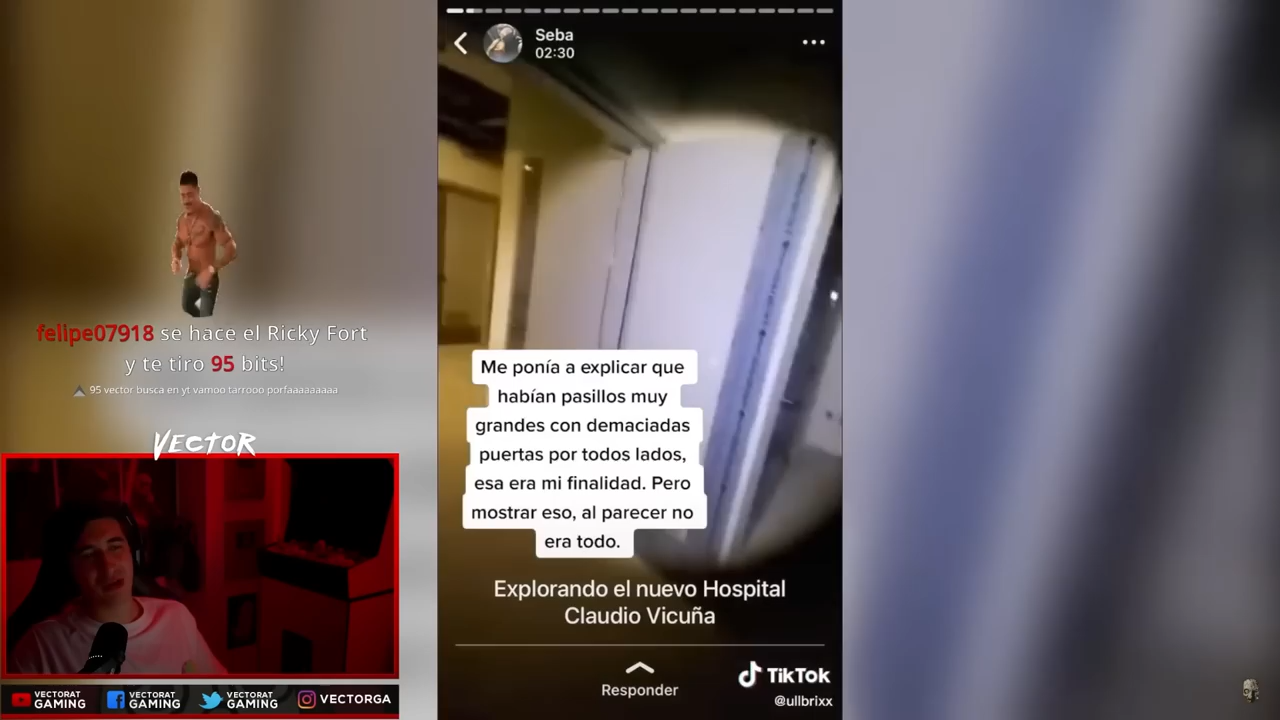 Seba
02:30
felipe07918 se hace el Ricky Fort
y te tiro 95 bits!
95 vector busca en yt vamoo tarrooo porfaaaaaaaaa
VECTOR
VECTORAT
GAMING
VECTORAT
GAMING
VECTORAT
GAMING
VECTORGA
Me ponía a explicar que
habían pasillos muy
grandes con demaciadas
puertas por todos lados,
esa era mi finalidad. Pero
mostrar eso, al parecer no
era todo.
Explorando el nuevo Hospital
Claudio Vicuña
Responder
TikTok
@ullbrixx